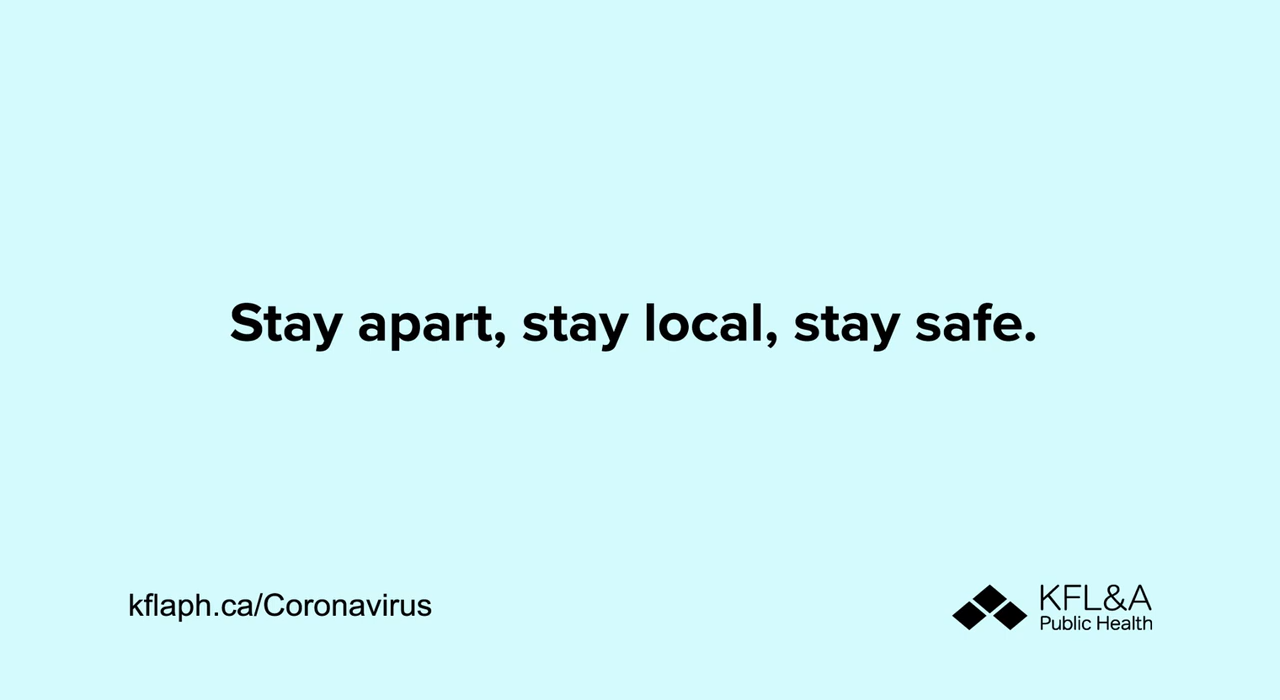 Stay apart, stay local, stay safe.
kflaph.ca/Coronavirus
KFL&A
Public Health